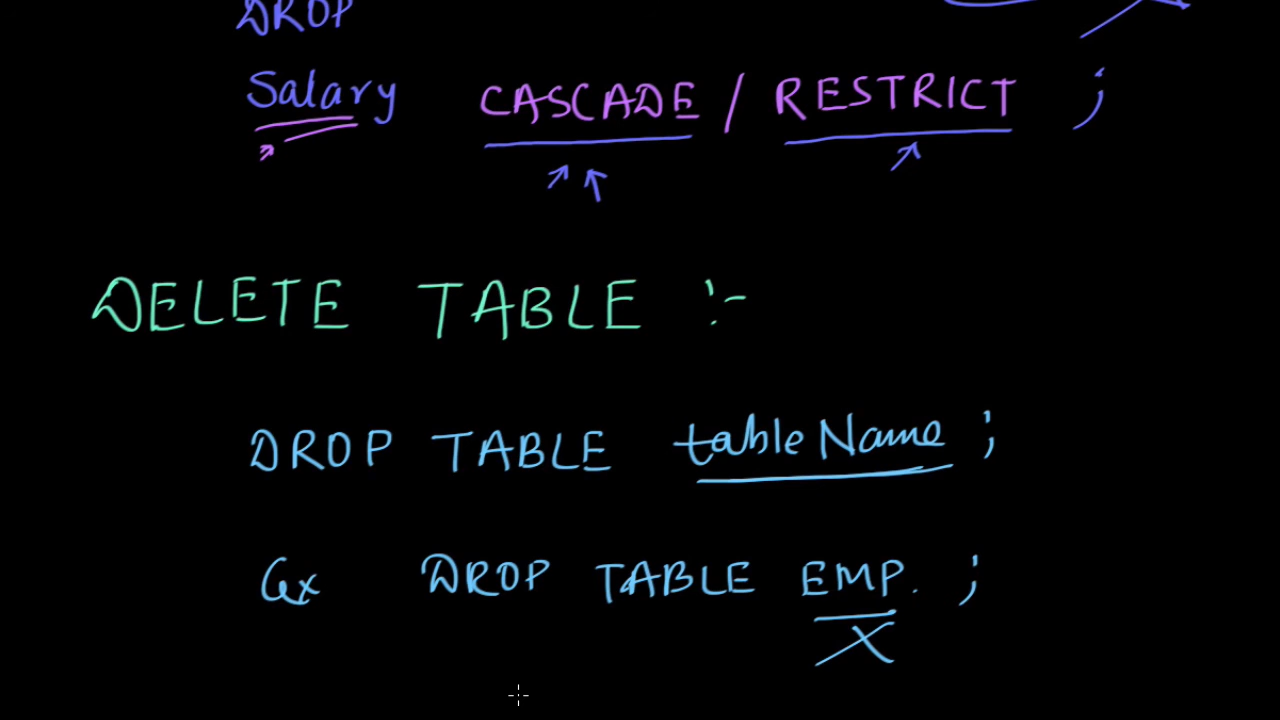 DROP
Salary CASCADE / RESTRICT ;
DELETE TABLE :-
DROP TABLE tableName ;
Ex DROP TABLE EMP. ;